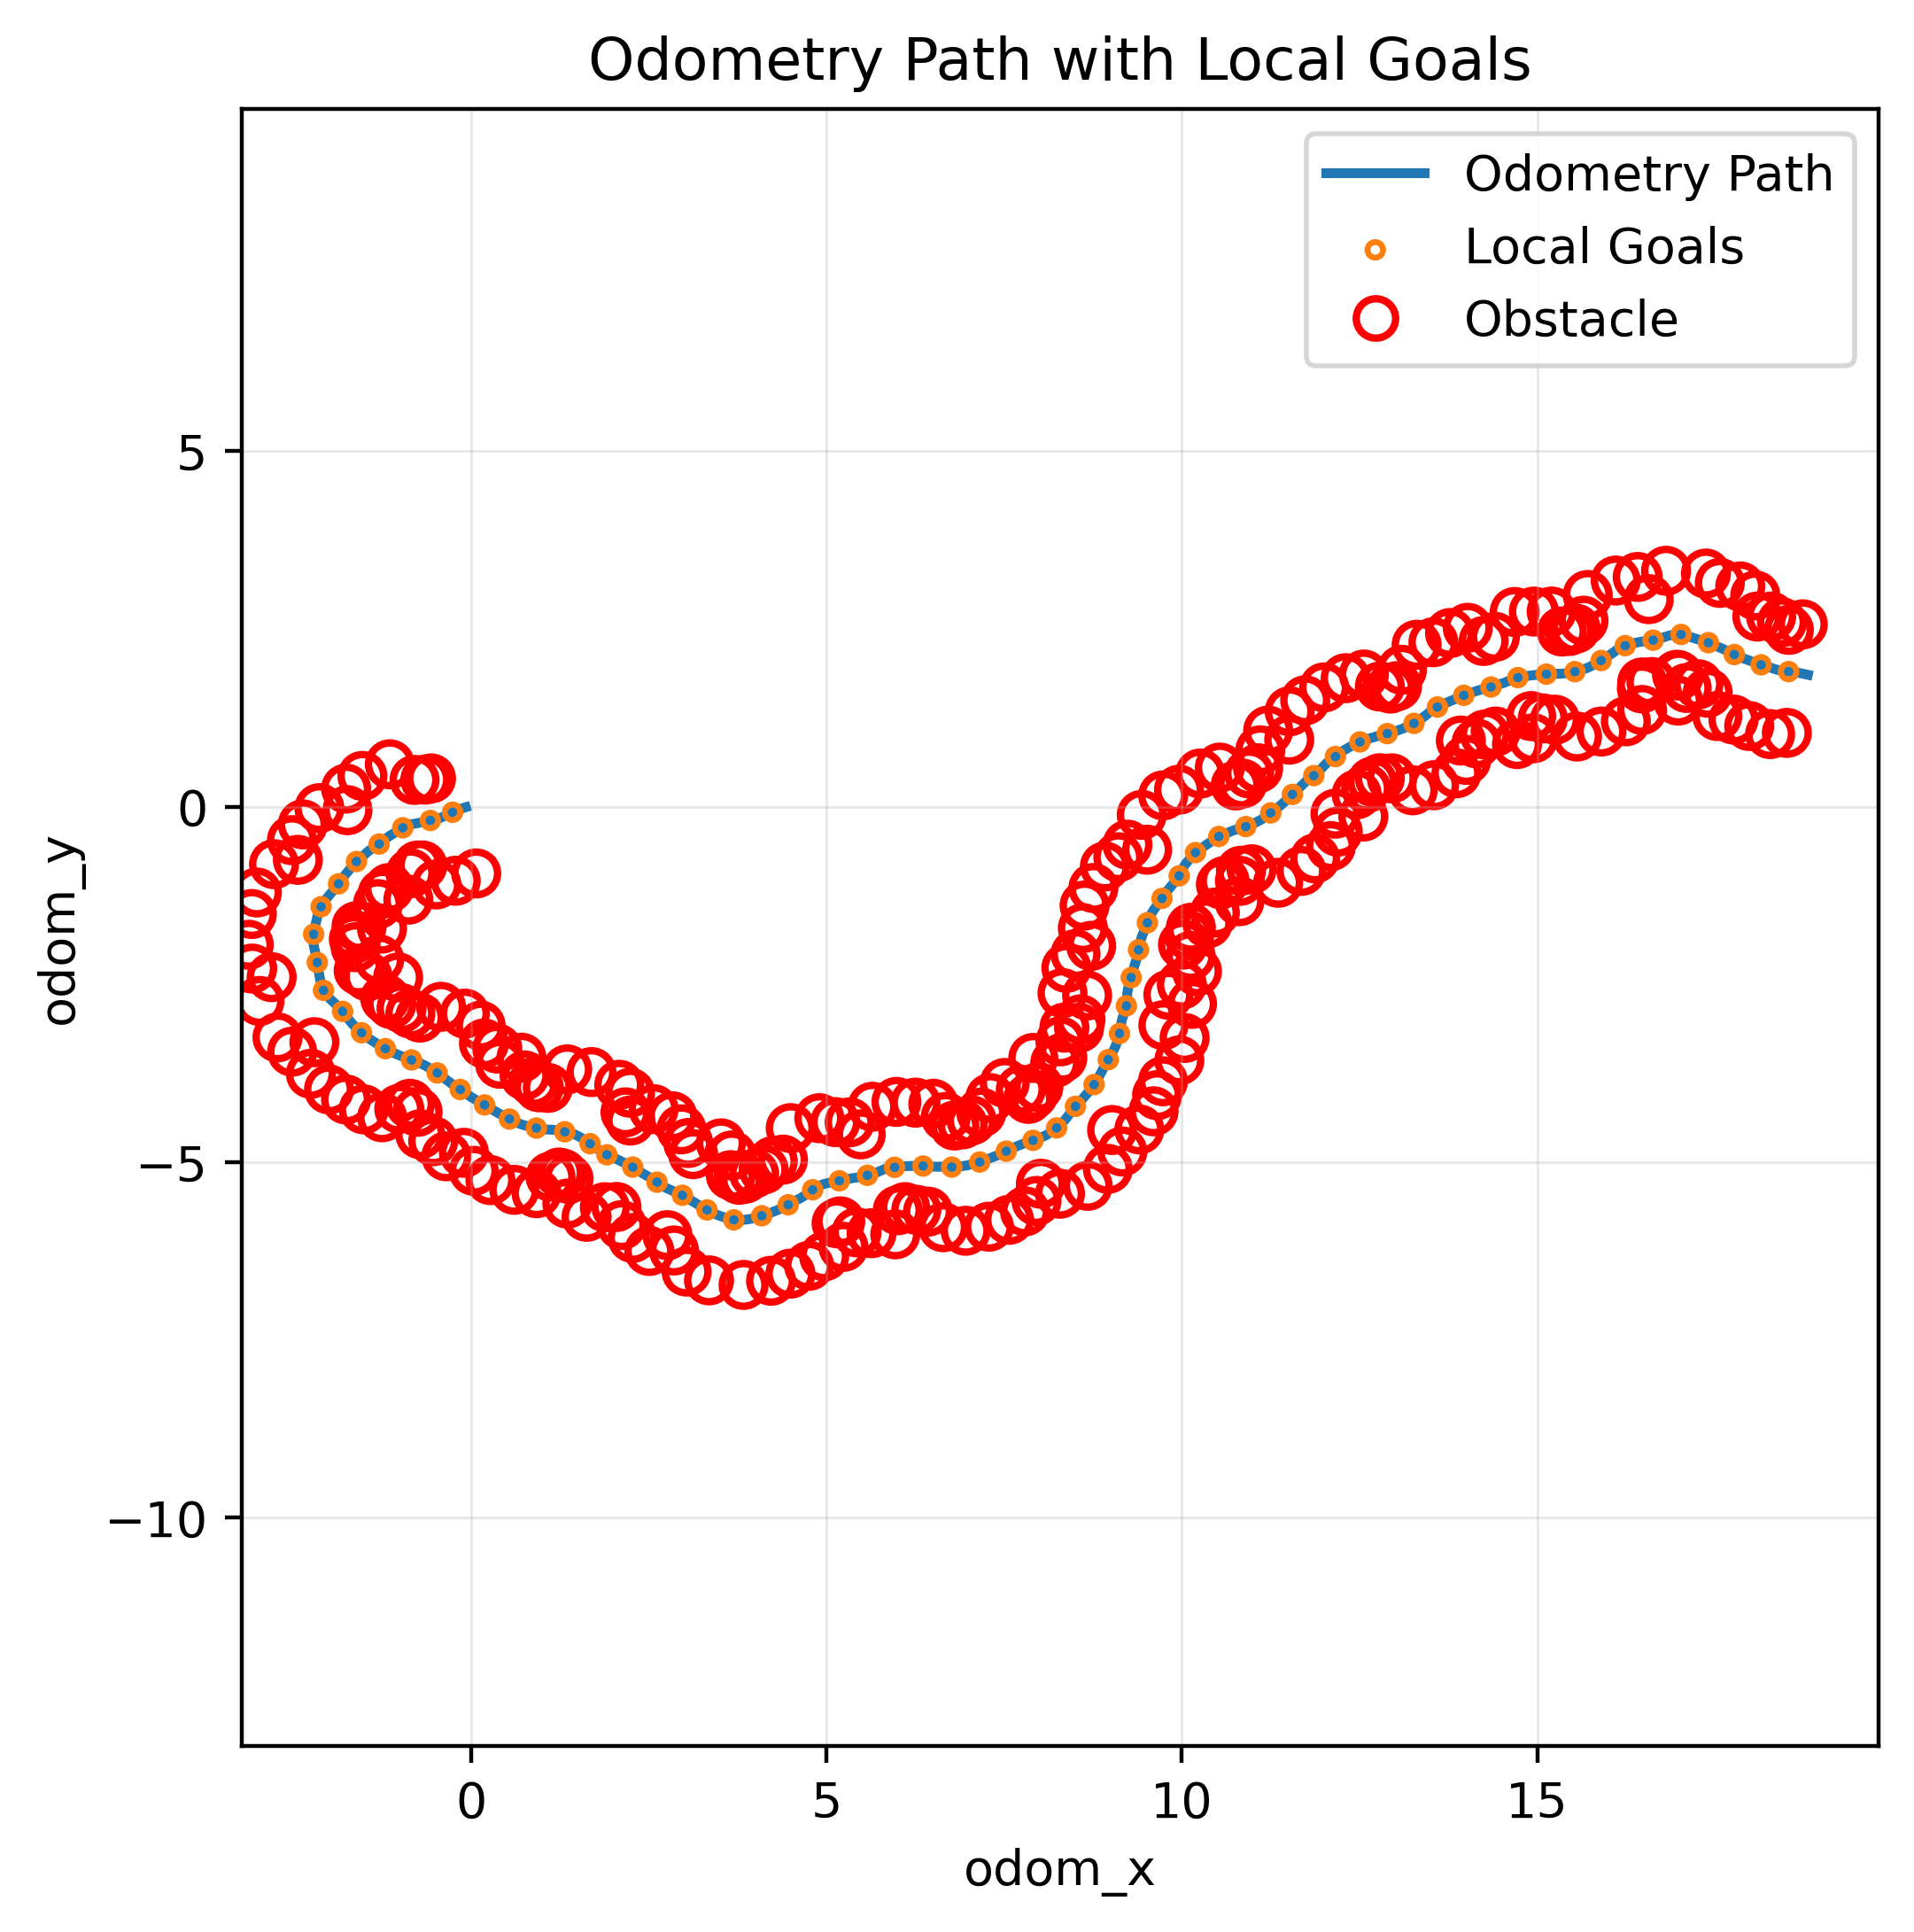 Odometry Path with Local Goals
Odometry Path
Local Goals
Obstacle
5
0
−5
−10
odom_y
0
5
10
15
odom_x